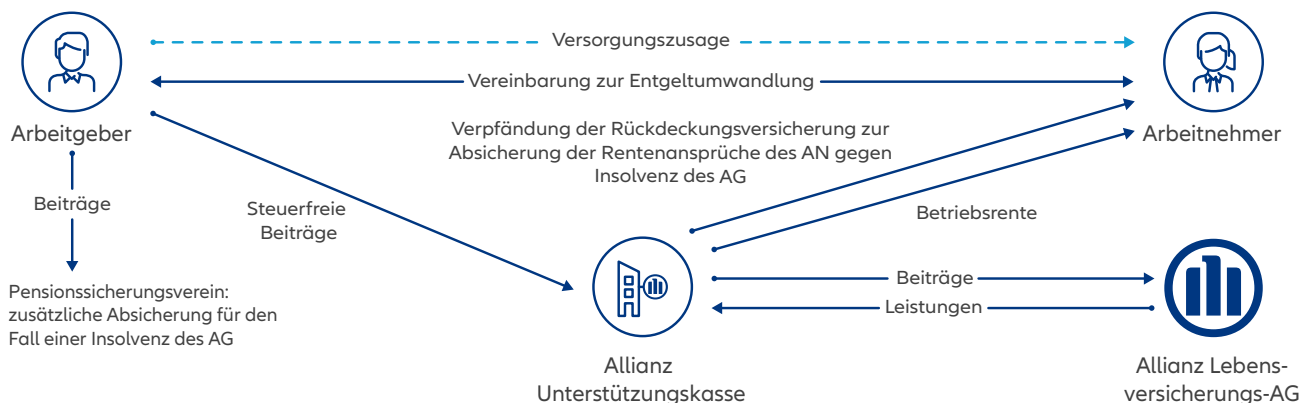 Versorgungszusage
Vereinbarung zur Entgeltumwandlung
Arbeitgeber
Arbeitnehmer
Verpfändung der Rückdeckungsversicherung zur
Absicherung der Rentenansprüche des AN gegen
Insolvenz des AG
Beiträge
Steuerfreie
Beiträge
Betriebsrente
Pensionssicherungsverein:
zusätzliche Absicherung für den
Fall einer Insolvenz des AG
Beiträge
Leistungen
Allianz
Unterstützungskasse
Allianz Lebens-
versicherungs-AG